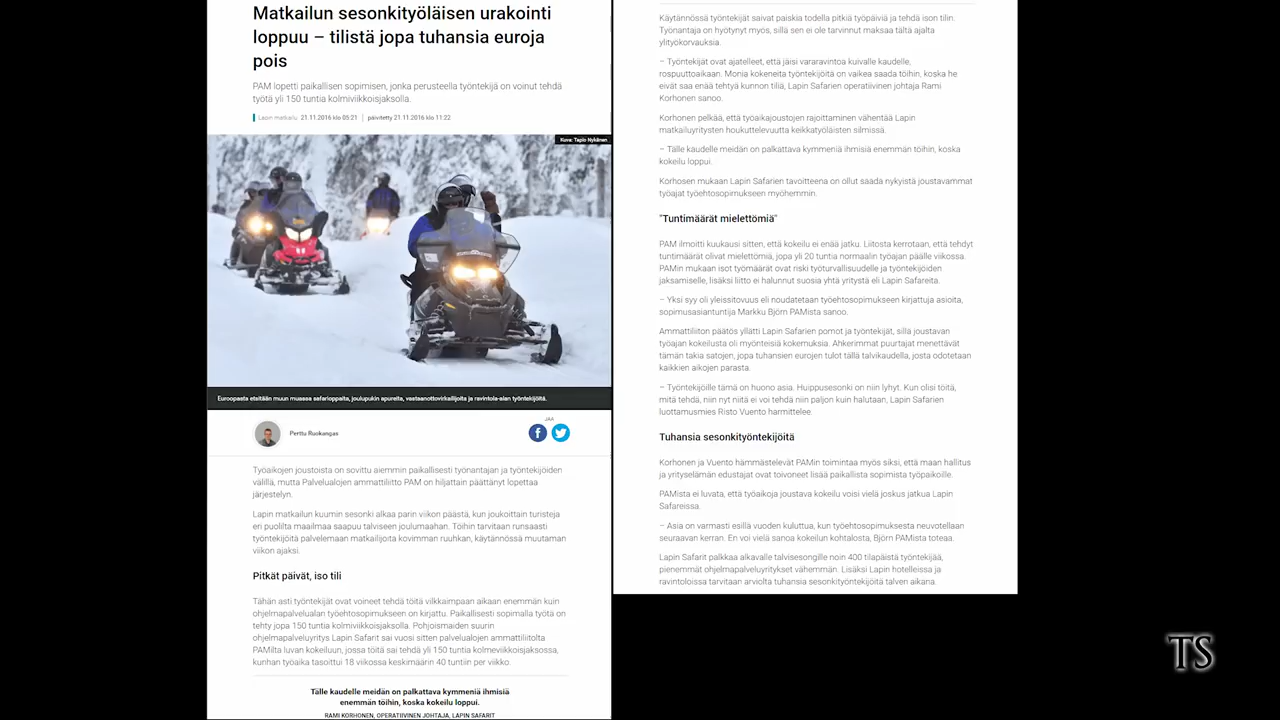 Matkailun sesonkityöläisen urakointi
loppuu – tilistä jopa tuhansia euroja
pois
PAM lopetti paikallisen sopimisen, jonka perusteella työntekijä on voinut tehdä
työtä yli 150 tuntia kolmiviikkoisjaksolla.
Lapin matkailu 21.11.2016 klo 05:21 | päivitetty 21.11.2016 klo 11:22
Kuva: Tapio Nykänen
Euroopasta etsitään muun muassa safarioppaita, joulupukin apureita, vastaanottovirkailijoita ja ravintola-alan työntekijöitä.
JAA
Perttu Ruokangas
Työaikojen joustoista on sovittu aiemmin paikallisesti työnantajan ja työntekijöiden
välillä, mutta Palvelualojen ammattiliitto PAM on hiljattain päättänyt lopettaa
järjestelyn.
Lapin matkailun kuumin sesonki alkaa parin viikon päästä, kun joukoittain turisteja
eri puolilta maailmaa saapuu talviseen joulumaahan. Töihin tarvitaan runsaasti
työntekijöitä palvelemaan matkailijoita kovimman ruuhkan, käytännössä muutaman
viikon ajaksi.
Pitkät päivät, iso tili
Tähän asti työntekijät ovat voineet tehdä töitä vilkkaimpaan aikaan enemmän kuin
ohjelmapalvelualan työehtosopimukseen on kirjattu. Paikallisesti sopimalla työtä on
tehty jopa 150 tuntia kolmiviikkoisjaksolla. Pohjoismaiden suurin
ohjelmapalveluyritys Lapin Safarit sai vuosi sitten palvelualojen ammattiliitolta
PAMilta luvan kokeiluun, jossa töitä sai tehdä yli 150 tuntia kolmeviikkoisjaksossa,
kunhan työaika tasoittui 18 viikossa keskimäärin 40 tuntiin per viikko.
Tälle kaudelle meidän on palkattava kymmeniä ihmisiä
enemmän töihin, koska kokeilu loppui.
RAMI KORHONEN, OPERATIIVINEN JOHTAJA, LAPIN SAFARIT
Käytännössä työntekijät saivat paiskia todella pitkiä työpäiviä ja tehdä ison tilin.
Työnantaja on hyötynyt myös, sillä sen ei ole tarvinnut maksaa tältä ajalta
ylityökorvauksia.
– Työntekijät ovat ajatelleet, että jäisi vararavintoa kuivalle kaudelle,
rospuuttoaikaan. Monia kokeneita työntekijöitä on vaikea saada töihin, koska he
eivät saa enää tehtyä kunnon tiliä, Lapin Safarien operatiivinen johtaja Rami
Korhonen sanoo.
Korhonen pelkää, että työaikajoustojen rajoittaminen vähentää Lapin
matkailuyritysten houkuttelevuutta keikkatyöläisten silmissä.
– Tälle kaudelle meidän on palkattava kymmeniä ihmisiä enemmän töihin, koska
kokeilu loppui.
Korhosen mukaan Lapin Safarien tavoitteena on ollut saada nykyistä joustavammat
työajat työehtosopimukseen myöhemmin.
"Tuntimäärät mielettömiä"
PAM ilmoitti kuukausi sitten, että kokeilu ei enää jatku. Liitosta kerrotaan, että tehdyt
tuntimäärät olivat mielettömiä, jopa yli 20 tuntia normaalin työajan päälle viikossa.
PAMin mukaan isot työmäärät ovat riski työturvallisuudelle ja työntekijöiden
jaksamiselle, lisäksi liitto ei halunnut suosia yhtä yritystä eli Lapin Safareita.
– Yksi syy oli yleissitovuus eli noudatetaan työehtosopimukseen kirjattuja asioita,
sopimusasiantuntija Markku Björn PAMista sanoo.
Ammattiliiton päätös yllätti Lapin Safarien pomot ja työntekijät, sillä joustavan
työajan kokeilusta oli myönteisiä kokemuksia. Ahkerimmat puurtajat menettävät
tämän takia satojen, jopa tuhansien eurojen tulot tällä talvikaudella, josta odotetaan
kaikkien aikojen parasta.
– Työntekijöille tämä on huono asia. Huippusesonki on niin lyhyt. Kun olisi töitä,
mitä tehdä, niin nyt niitä ei voi tehdä niin paljon kuin halutaan, Lapin Safarien
luottamusmies Risto Vuento harmittelee.
Tuhansia sesonkityöntekijöitä
Korhonen ja Vuento hämmästelevät PAMin toimintaa myös siksi, että maan hallitus
ja yrityselämän edustajat ovat toivoneet lisää paikallista sopimista työpaikoille.
PAMista ei luvata, että työaikoja joustava kokeilu voisi vielä joskus jatkua Lapin
Safareissa.
– Asia on varmasti esillä vuoden kuluttua, kun työehtosopimuksesta neuvotellaan
seuraavan kerran. En voi vielä sanoa kokeilun kohtalosta, Björn PAMista toteaa.
Lapin Safarit palkkaa alkavalle talvisesongille noin 400 tilapäistä työntekijää,
pienemmät ohjelmapalveluyritykset vähemmän. Lisäksi Lapin hotelleissa ja
ravintoloissa tarvitaan arviolta tuhansia sesonkityöntekijöitä talven aikana.
TS